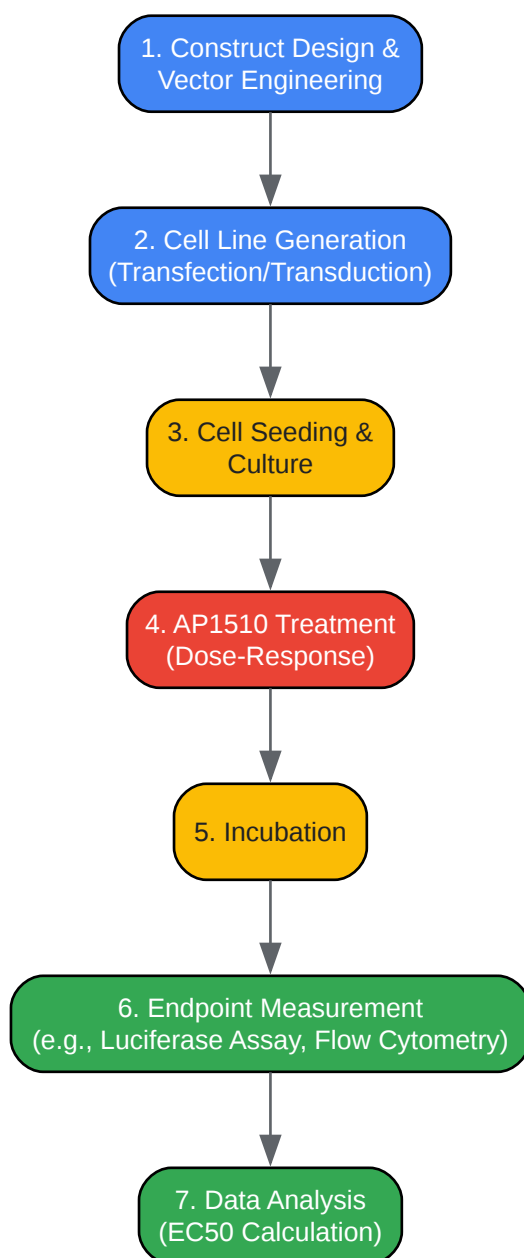 1. Construct Design &
Vector Engineering
2. Cell Line Generation
(Transfection/Transduction)
3. Cell Seeding &
Culture
4. AP1510 Treatment
(Dose-Response)
5. Incubation
6. Endpoint Measurement
(e.g., Luciferase Assay, Flow Cytometry)
7. Data Analysis
(EC50 Calculation)